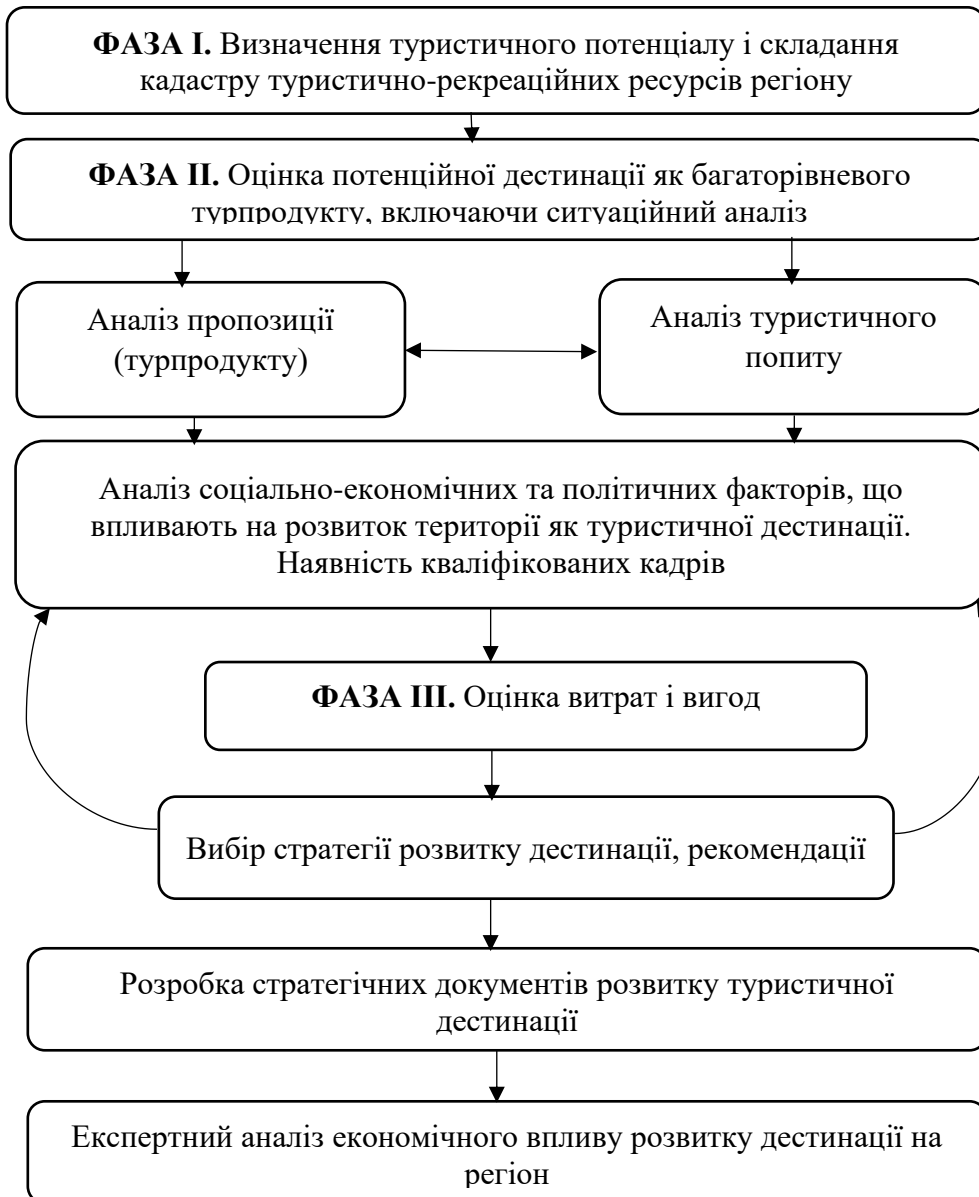 ФАЗА І. Визначення туристичного потенціалу і складання
кадастру туристично-рекреаційних ресурсів регіону
ФАЗА ІІ. Оцінка потенційної дестинації як багаторівневого
турпродукту, включаючи ситуаційний аналіз
Аналіз пропозиції
(турпродукту)
Аналіз туристичного
попиту
Аналіз соціально-економічних та політичних факторів, що
впливають на розвиток території як туристичної дестинації.
Наявність кваліфікованих кадрів
ФАЗА ІІІ. Оцінка витрат і вигод
Вибір стратегії розвитку дестинації, рекомендації
Розробка стратегічних документів розвитку туристичної
дестинації
Експертний аналіз економічного впливу розвитку дестинації на
регіон